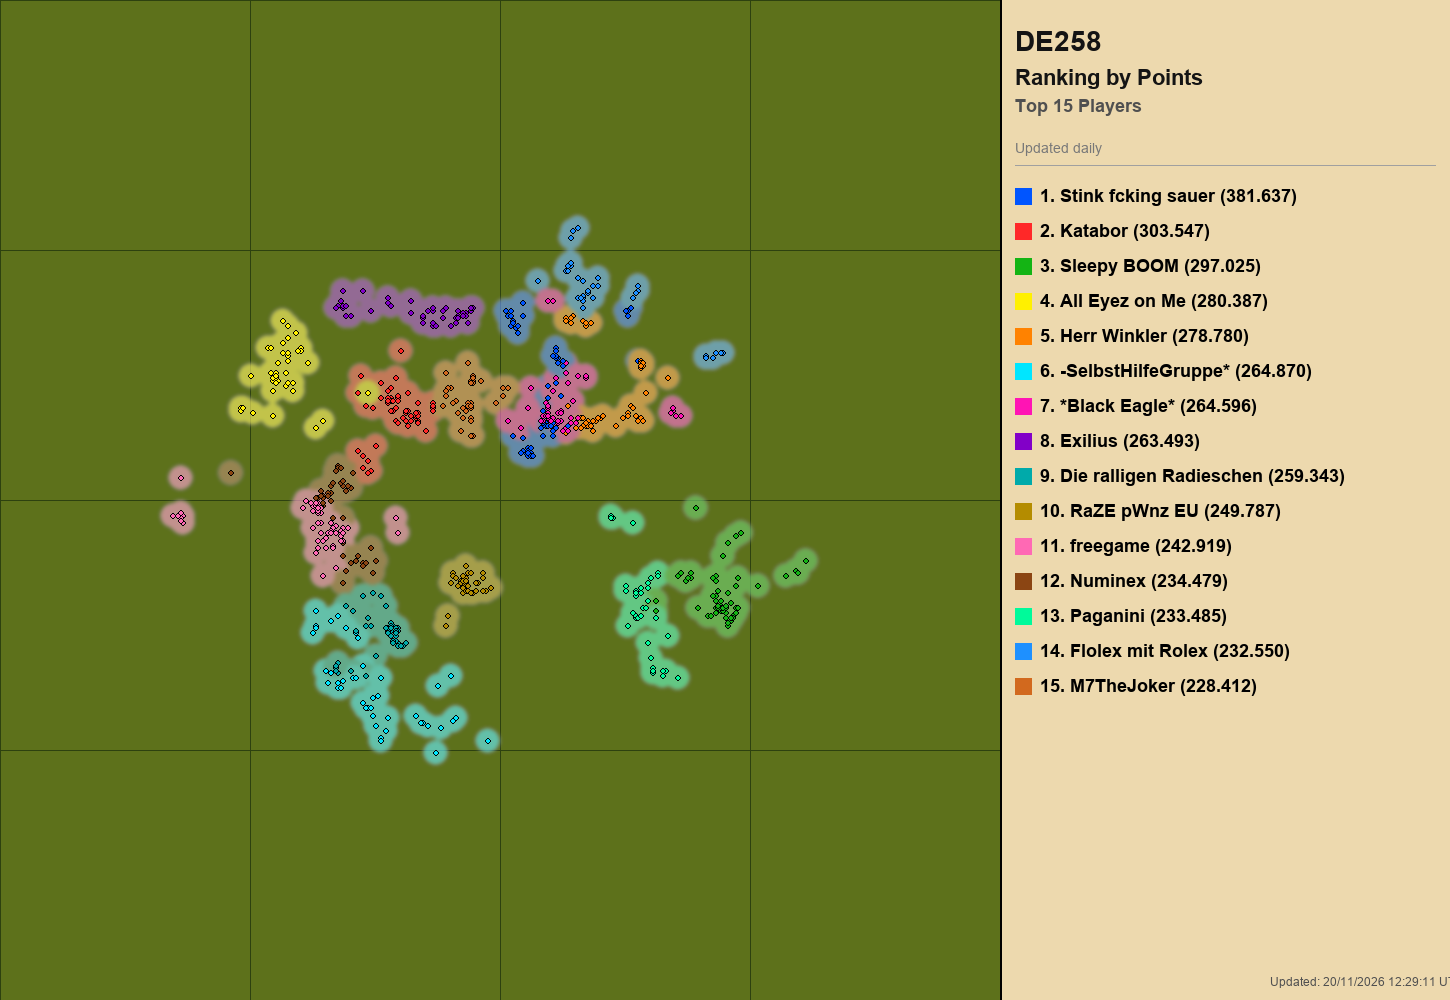 DE258
Ranking by Points
Top 15 Players
Updated daily
1. Stink fcking sauer (381.637)
2. Katabor (303.547)
3. Sleepy BOOM (297.025)
4. All Eyez on Me (280.387)
5. Herr Winkler (278.780)
6. -SelbstHilfeGruppe* (264.870)
7. *Black Eagle* (264.596)
8. Exilius (263.493)
9. Die ralligen Radieschen (259.343)
10. RaZE pWnz EU (249.787)
11. freegame (242.919)
12. Numinex (234.479)
13. Paganini (233.485)
14. Flolex mit Rolex (232.550)
15. M7TheJoker (228.412)
Updated: 20/11/2026 12:29:11